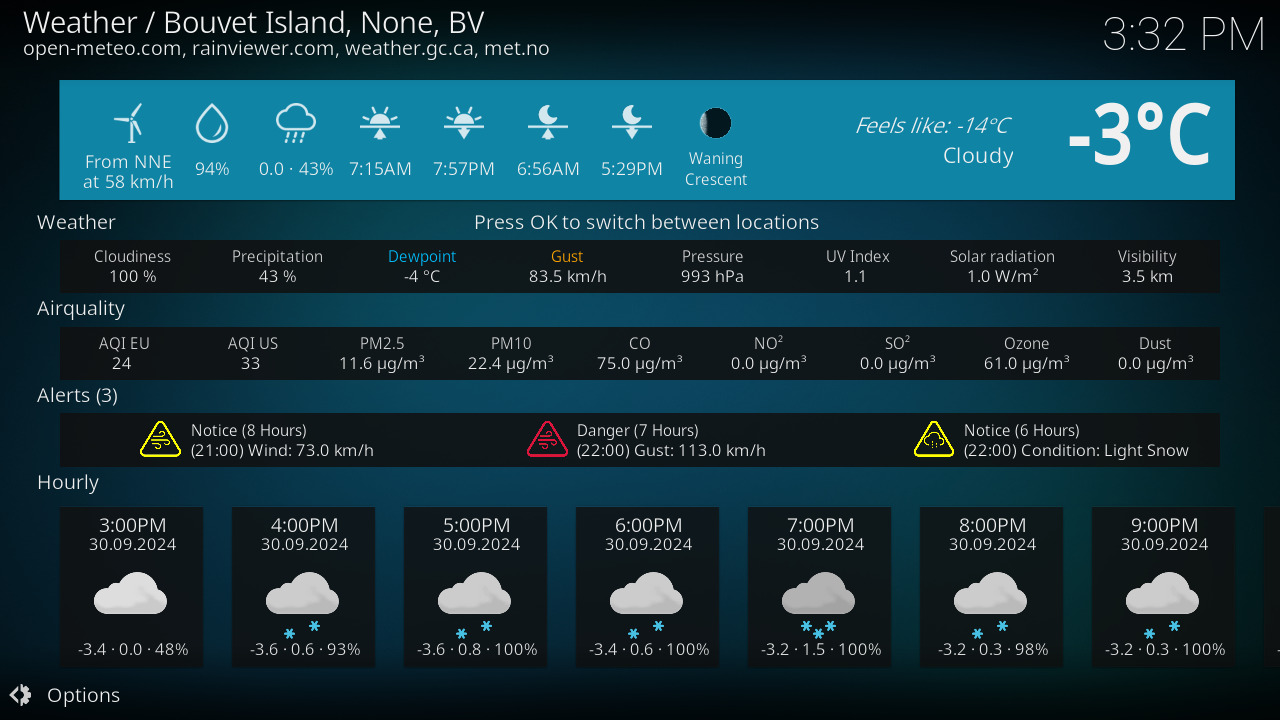 Weather / Bouvet Island, None, BV
open-meteo.com, rainviewer.com, weather.gc.ca, met.no
3:32 PM
From NNE
at 58 km/h
94%
0.0 · 43%
7:15AM
7:57PM
6:56AM
5:29PM
Waning
Crescent
Feels like: -14°C
Cloudy
-3°C
Weather
Press OK to switch between locations
Cloudiness
100 %
Precipitation
43 %
Dewpoint
-4 °C
Gust
83.5 km/h
Pressure
993 hPa
UV Index
1.1
Solar radiation
1.0 W/m²
Visibility
3.5 km
Airquality
AQI EU
24
AQI US
33
PM2.5
11.6 µg/m³
PM10
22.4 µg/m³
CO
75.0 µg/m³
NO²
0.0 µg/m³
SO²
0.0 µg/m³
Ozone
61.0 µg/m³
Dust
0.0 µg/m³
Alerts (3)
Notice (8 Hours)
(21:00) Wind: 73.0 km/h
Danger (7 Hours)
(22:00) Gust: 113.0 km/h
Notice (6 Hours)
(22:00) Condition: Light Snow
Hourly
3:00PM
30.09.2024
-3.4 · 0.0 · 48%
4:00PM
30.09.2024
-3.6 · 0.6 · 93%
5:00PM
30.09.2024
-3.6 · 0.8 · 100%
6:00PM
30.09.2024
-3.4 · 0.6 · 100%
7:00PM
30.09.2024
-3.2 · 1.5 · 100%
8:00PM
30.09.2024
-3.2 · 0.3 · 98%
9:00PM
30.09.2024
-3.2 · 0.3 · 100%
Options